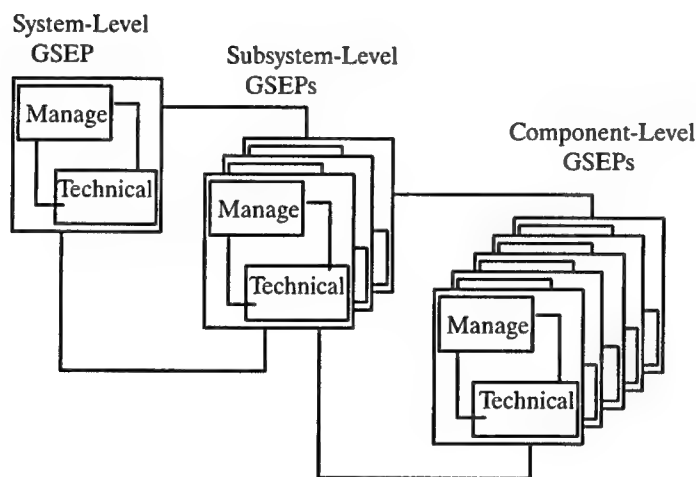 System-Level
GSEP
Manage
Technical
Subsystem-Level
GSEPs
Manage
Technical
Component-Level
GSEPs
Manage
Technical